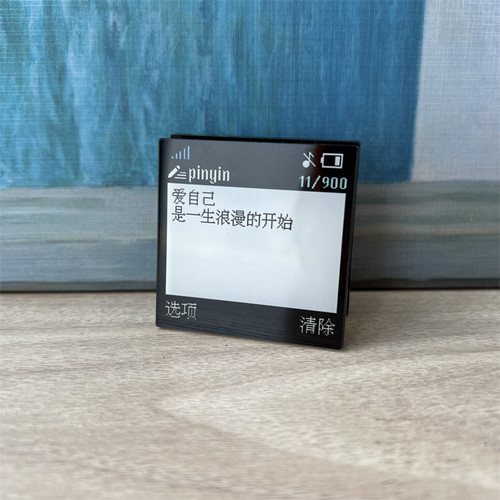 pinyin
11/900
爱自己
是一生浪漫的开始
选项
清除